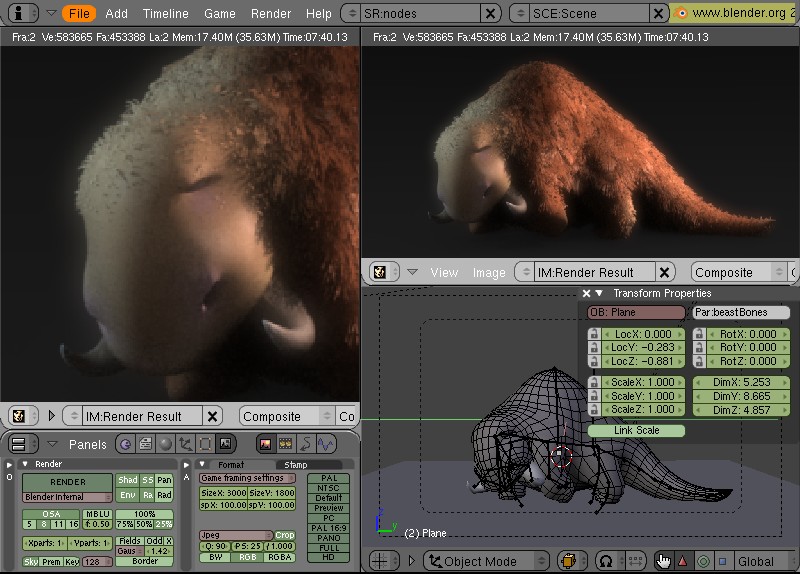 File Add Timeline Game Render Help SR:nodes SCE:Scene www.blender.org 2
Fra:2 Ve:583665 Fa:453388 La:2 Mem:17.40M (35.63M) Time:07:40.13
Fra:2 Ve:583665 Fa:453388 La:2 Mem:17.40M (35.63M) Time:07:40.13
View Image IM:Render Result Composite
Transform Properties
OB: Plane Par:beastBones
LocX: 0.000 RotX: 0.000
LocY: -0.283 RotY: 0.000
LocZ: -0.881 RotZ: 0.000
ScaleX: 1.000 DimX: 5.253
ScaleY: 1.000 DimY: 8.665
ScaleZ: 1.000 DimZ: 4.857
Link Scale
z
y
(2) Plane
Object Mode Global
IM:Render Result Composite Co
Panels
Render
RENDER
Blender Internal
Shad SS Pan
Env Ra Rad
OSA MBLU 100%
5 8 11 16 Bf: 0.50 75% 50% 25%
Xparts: 1 Yparts: 1 Fields Odd X
Gaus 1.42
Sky Prem Key 128 Border
Format Stamp
Game framing settings
SizeX: 3000 SizeY: 1800
AspX: 100.00 AspY: 100.00
Jpeg Crop
Q: 90 FPS: 25 /1.000
BW RGB RGBA
PAL
NTSC
Default
Preview
PC
PAL 16:9
PANO
FULL
HD